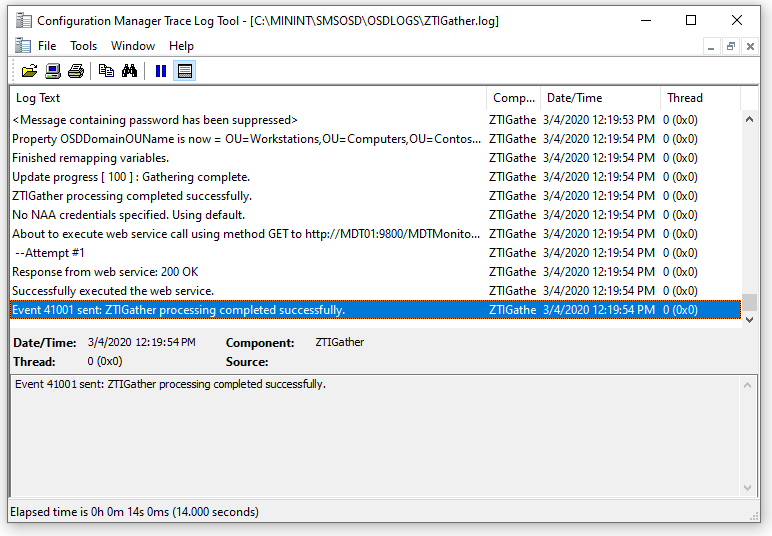 Configuration Manager Trace Log Tool - [C:\MININT\SMSOSD\OSDLOGS\ZTIGather.log]
File Tools Window Help
Log Text Comp... Date/Time Thread
<Message containing password has been suppressed> ZTIGathe 3/4/2020 12:19:53 PM 0 (0x0)
Property OSDDomainOUName is now = OU=Workstations,OU=Computers,OU=Contos... ZTIGathe 3/4/2020 12:19:54 PM 0 (0x0)
Finished remapping variables. ZTIGathe 3/4/2020 12:19:54 PM 0 (0x0)
Update progress [ 100 ] : Gathering complete. ZTIGathe 3/4/2020 12:19:54 PM 0 (0x0)
ZTIGather processing completed successfully. ZTIGathe 3/4/2020 12:19:54 PM 0 (0x0)
No NAA credentials specified. Using default. ZTIGathe 3/4/2020 12:19:54 PM 0 (0x0)
About to execute web service call using method GET to http://MDT01:9800/MDTMonito... ZTIGathe 3/4/2020 12:19:54 PM 0 (0x0)
--Attempt #1 ZTIGathe 3/4/2020 12:19:54 PM 0 (0x0)
Response from web service: 200 OK ZTIGathe 3/4/2020 12:19:54 PM 0 (0x0)
Successfully executed the web service. ZTIGathe 3/4/2020 12:19:54 PM 0 (0x0)
Event 41001 sent: ZTIGather processing completed successfully. ZTIGathe 3/4/2020 12:19:54 PM 0 (0x0)
Date/Time: 3/4/2020 12:19:54 PM Component: ZTIGather
Thread: 0 (0x0) Source:
Event 41001 sent: ZTIGather processing completed successfully.
Elapsed time is 0h 0m 14s 0ms (14.000 seconds)